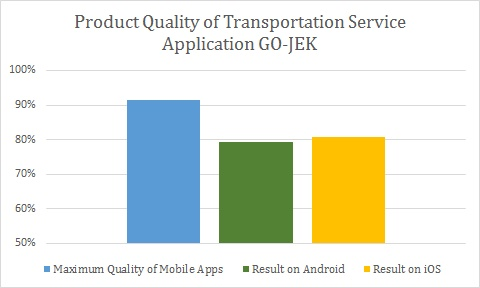 Product Quality of Transportation Service
Application GO-JEK
100%
90%
80%
70%
60%
50%
Maximum Quality of Mobile Apps Result on Android Result on iOS